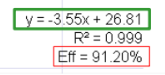 y = -3.55x + 26.81
R² = 0.999
Eff = 91.20%